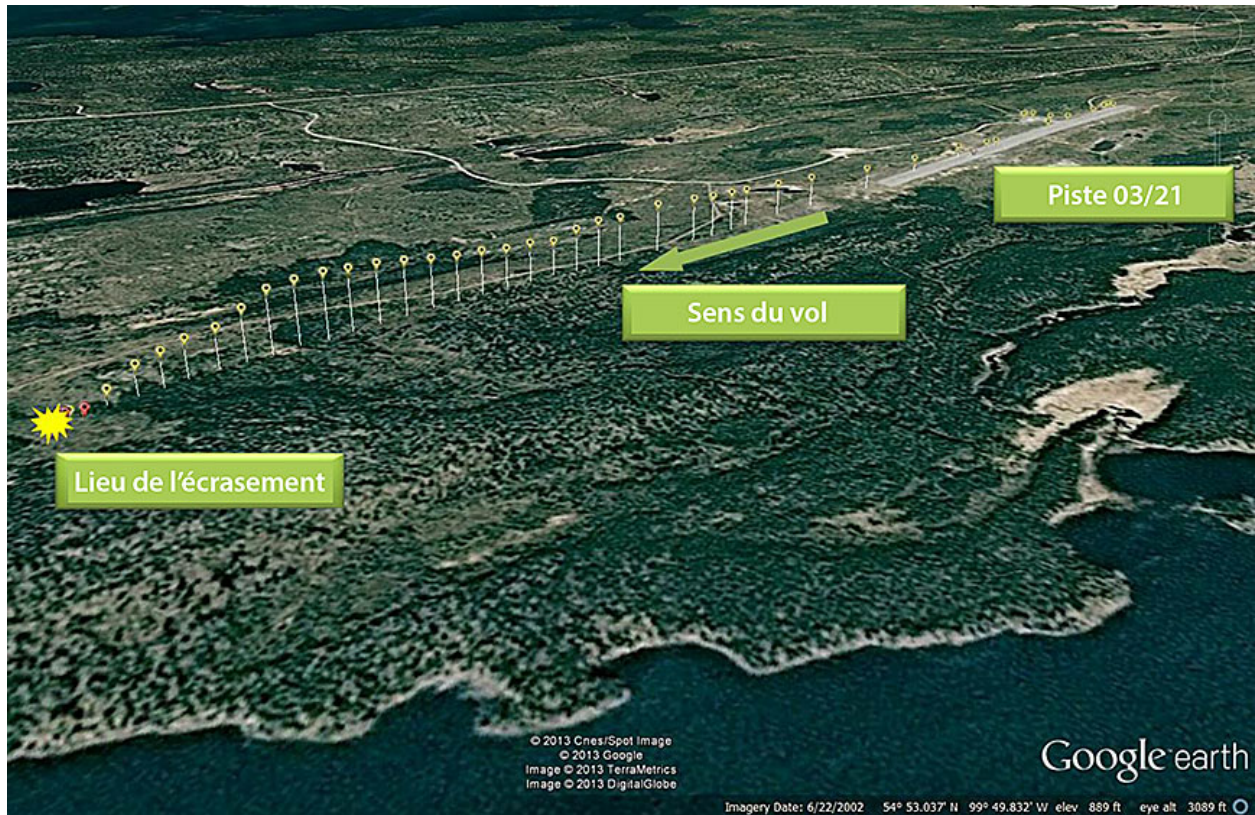 Piste 03/21
Sens du vol
Lieu de l'écrasement
© 2013 Cnes/Spot Image
© 2013 Google
Image © 2013 TerraMetrics
Image © 2013 DigitalGlobe
Google earth
Imagery Date: 6/22/2002 54° 53.037' N 99° 49.832' W elev 889 ft eye alt 3089 ft